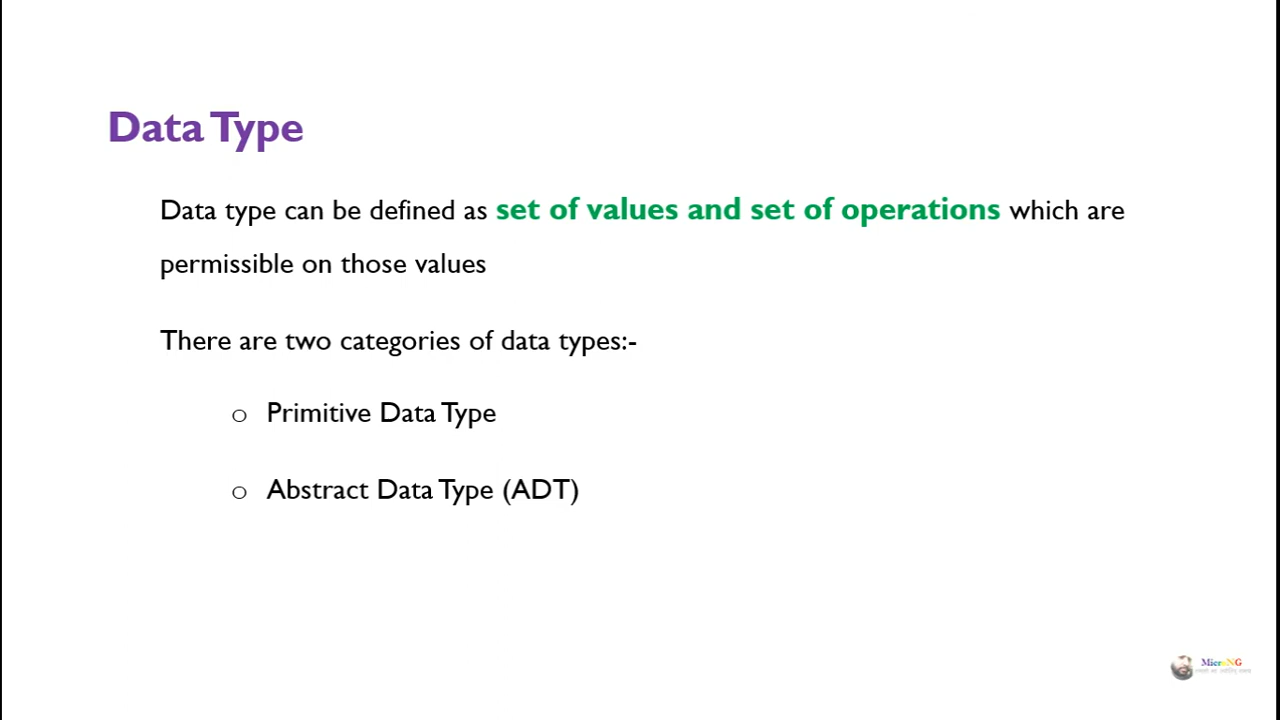 Data Type
Data type can be defined as set of values and set of operations which are
permissible on those values
There are two categories of data types:-
o Primitive Data Type
o Abstract Data Type (ADT)
MicroNG